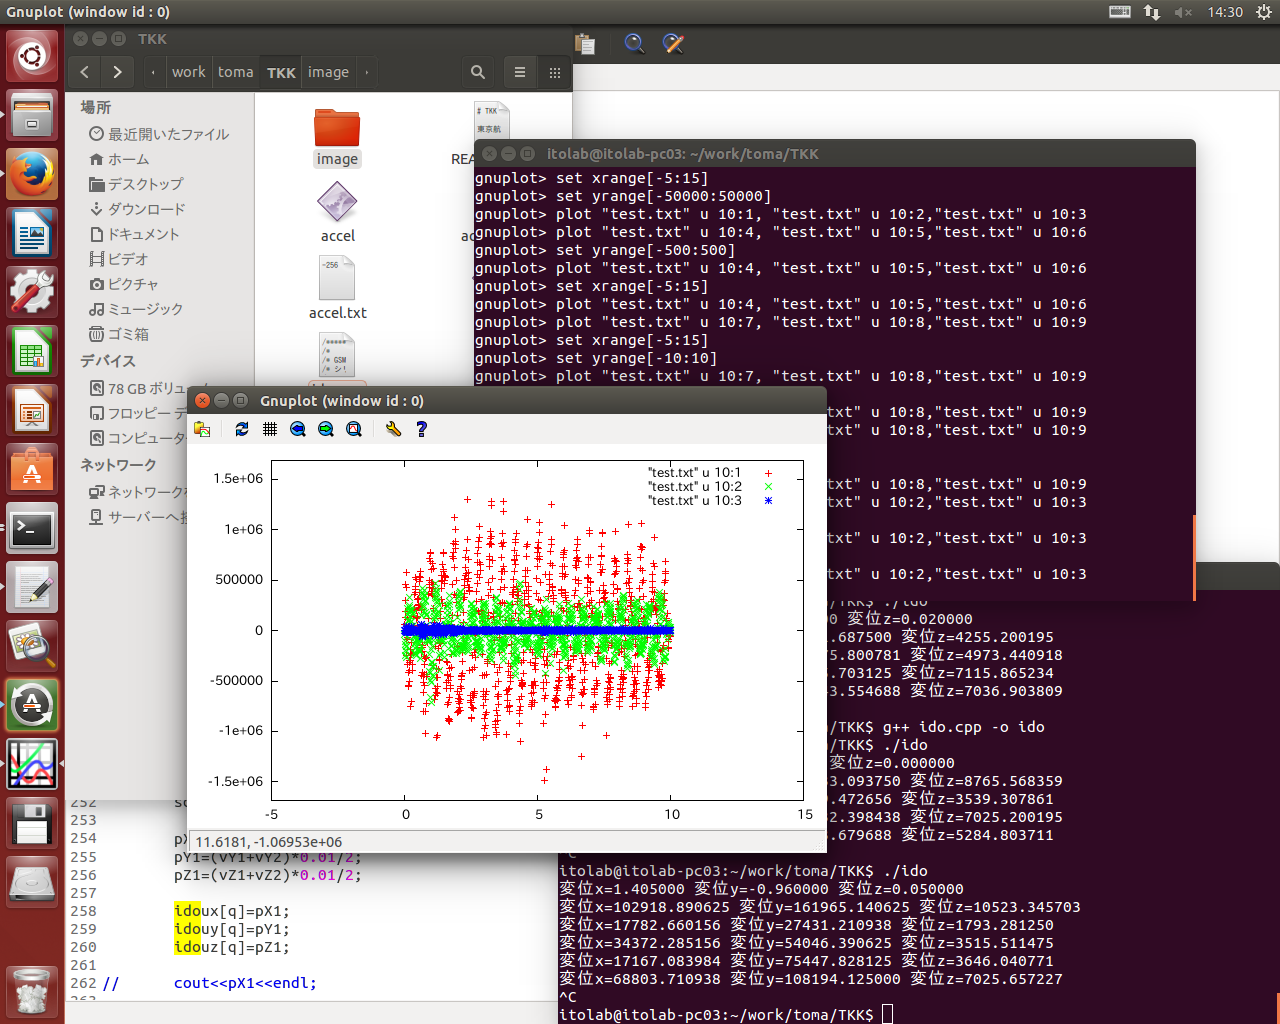 Gnuplot (window id : 0)
14:30
TKK
work
toma
TKK
image
場所
最近開いたファイル
ホーム
デスクトップ
ダウンロード
ドキュメント
ビデオ
ピクチャ
ミュージック
ゴミ箱
デバイス
78 GB ボリューム
フロッピー デ
コンピューター
ネットワーク
ネットワークを
サーバーへ接
image
accel
-256
accel.txt
/*****
/*
/* GSM
/* シ!
# TKK
東京航
REA
ac
itolab@itolab-pc03: ~/work/toma/TKK
gnuplot> set xrange[-5:15]
gnuplot> set yrange[-50000:50000]
gnuplot> plot "test.txt" u 10:1, "test.txt" u 10:2,"test.txt" u 10:3
gnuplot> plot "test.txt" u 10:4, "test.txt" u 10:5,"test.txt" u 10:6
gnuplot> set yrange[-500:500]
gnuplot> plot "test.txt" u 10:4, "test.txt" u 10:5,"test.txt" u 10:6
gnuplot> set xrange[-5:15]
gnuplot> plot "test.txt" u 10:4, "test.txt" u 10:5,"test.txt" u 10:6
gnuplot> plot "test.txt" u 10:7, "test.txt" u 10:8,"test.txt" u 10:9
gnuplot> set xrange[-5:15]
gnuplot> set yrange[-10:10]
gnuplot> plot "test.txt" u 10:7, "test.txt" u 10:8,"test.txt" u 10:9
xt" u 10:8,"test.txt" u 10:9
xt" u 10:8,"test.txt" u 10:9
xt" u 10:8,"test.txt" u 10:9
xt" u 10:2,"test.txt" u 10:3
xt" u 10:2,"test.txt" u 10:3
xt" u 10:2,"test.txt" u 10:3
Gnuplot (window id : 0)
1.5e+06
1e+06
500000
0
-500000
-1e+06
-1.5e+06
-5
0
5
10
15
"test.txt" u 10:1
"test.txt" u 10:2
"test.txt" u 10:3
11.6181, -1.06953e+06
/TKK$ ./ido
00 変位z=0.020000
.687500 変位z=4255.200195
75.800781 変位z=4973.440918
.703125 変位z=7115.865234
43.554688 変位z=7036.903809
ma/TKK$ g++ ido.cpp -o ido
ma/TKK$ ./ido
変位z=0.000000
33.093750 変位z=8765.568359
.472656 変位z=3539.307861
32.398438 変位z=7025.200195
.679688 変位z=5284.803711
^C
itolab@itolab-pc03:~/work/toma/TKK$ ./ido
変位x=1.405000 変位y=-0.960000 変位z=0.050000
変位x=102918.890625 変位y=161965.140625 変位z=10523.345703
変位x=17782.660156 変位y=27431.210938 変位z=1793.281250
変位x=34372.285156 変位y=54046.390625 変位z=3515.511475
変位x=17167.083984 変位y=75447.828125 変位z=3646.040771
変位x=68803.710938 変位y=108194.125000 変位z=7025.657227
^C
itolab@itolab-pc03:~/work/toma/TKK$
252
253
254 pX
255 pY1=(vY1+vY2)*0.01/2;
256 pZ1=(vZ1+vZ2)*0.01/2;
257
258 idoux[q]=pX1;
259 idouy[q]=pY1;
260 idouz[q]=pZ1;
261
262 // cout<<pX1<<endl;